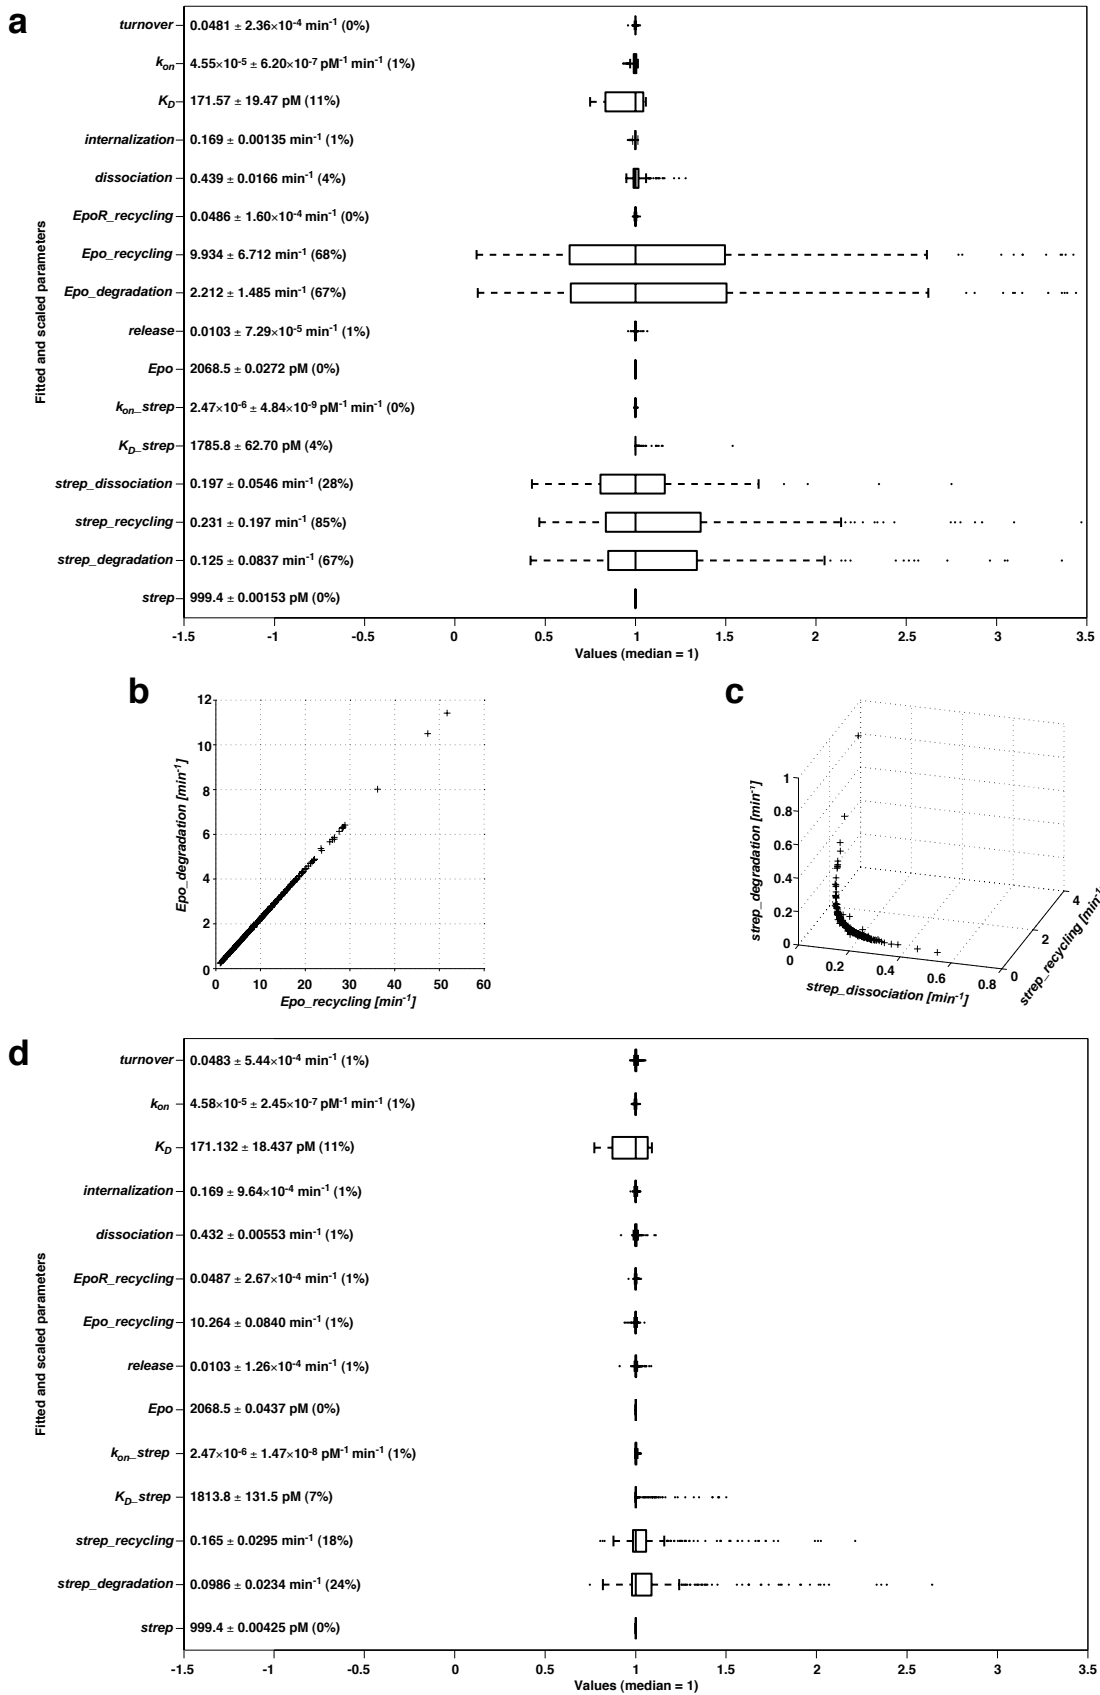 a
Fitted and scaled parameters
turnover 0.0481 ± 2.36×10⁻⁴ min⁻¹ (0%)
kon 4.55×10⁻⁵ ± 6.20×10⁻⁷ pM⁻¹ min⁻¹ (1%)
KD 171.57 ± 19.47 pM (11%)
internalization 0.169 ± 0.00135 min⁻¹ (1%)
dissociation 0.439 ± 0.0166 min⁻¹ (4%)
EpoR_recycling 0.0486 ± 1.60×10⁻⁴ min⁻¹ (0%)
Epo_recycling 9.934 ± 6.712 min⁻¹ (68%)
Epo_degradation 2.212 ± 1.485 min⁻¹ (67%)
release 0.0103 ± 7.29×10⁻⁵ min⁻¹ (1%)
Epo 2068.5 ± 0.0272 pM (0%)
kon_strep 2.47×10⁻⁶ ± 4.84×10⁻⁹ pM⁻¹ min⁻¹ (0%)
KD_strep 1785.8 ± 62.70 pM (4%)
strep_dissociation 0.197 ± 0.0546 min⁻¹ (28%)
strep_recycling 0.231 ± 0.197 min⁻¹ (85%)
strep_degradation 0.125 ± 0.0837 min⁻¹ (67%)
strep 999.4 ± 0.00153 pM (0%)
-1.5 -1 -0.5 0 0.5 1 1.5 2 2.5 3 3.5
Values (median = 1)
b
Epo_degradation [min⁻¹]
12
10
8
6
4
2
0
0 10 20 30 40 50 60
Epo_recycling [min⁻¹]
c
strep_degradation [min⁻¹]
1
0.8
0.6
0.4
0.2
0
0 0.2 0.4 0.6 0.8
strep_dissociation [min⁻¹]
0 2 4
strep_recycling [min⁻¹
d
Fitted and scaled parameters
turnover 0.0483 ± 5.44×10⁻⁴ min⁻¹ (1%)
kon 4.58×10⁻⁵ ± 2.45×10⁻⁷ pM⁻¹ min⁻¹ (1%)
KD 171.132 ± 18.437 pM (11%)
internalization 0.169 ± 9.64×10⁻⁴ min⁻¹ (1%)
dissociation 0.432 ± 0.00553 min⁻¹ (1%)
EpoR_recycling 0.0487 ± 2.67×10⁻⁴ min⁻¹ (1%)
Epo_recycling 10.264 ± 0.0840 min⁻¹ (1%)
release 0.0103 ± 1.26×10⁻⁴ min⁻¹ (1%)
Epo 2068.5 ± 0.0437 pM (0%)
kon_strep 2.47×10⁻⁶ ± 1.47×10⁻⁸ pM⁻¹ min⁻¹ (1%)
KD_strep 1813.8 ± 131.5 pM (7%)
strep_recycling 0.165 ± 0.0295 min⁻¹ (18%)
strep_degradation 0.0986 ± 0.0234 min⁻¹ (24%)
strep 999.4 ± 0.00425 pM (0%)
-1.5 -1 -0.5 0 0.5 1 1.5 2 2.5 3 3.5
Values (median = 1)